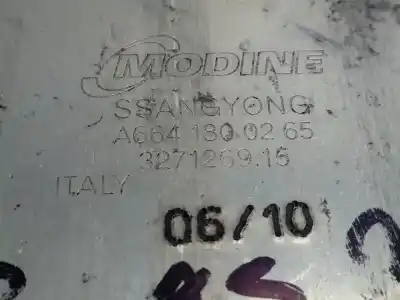 MODINE
SSANGYONG
A664 180 02 65
3271269.15
ITALY
06/10